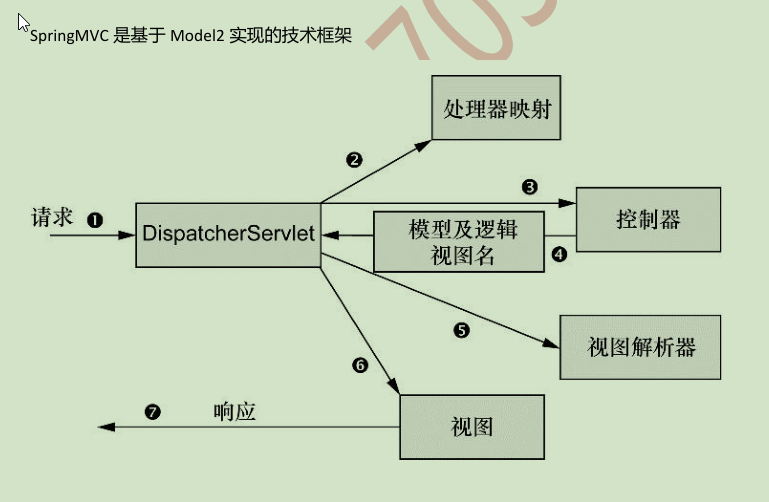 SpringMVC 是基于 Model2 实现的技术框架
处理器映射
❷
❸
请求 ❶
DispatcherServlet
模型及逻辑
视图名
控制器
❹
❺
视图解析器
❻
❼ 响应
视图